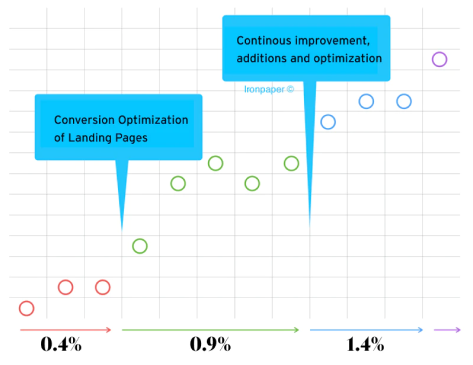 Continous improvement,
additions and optimization
Ironpaper ©
Conversion Optimization
of Landing Pages
0.4%
0.9%
1.4%